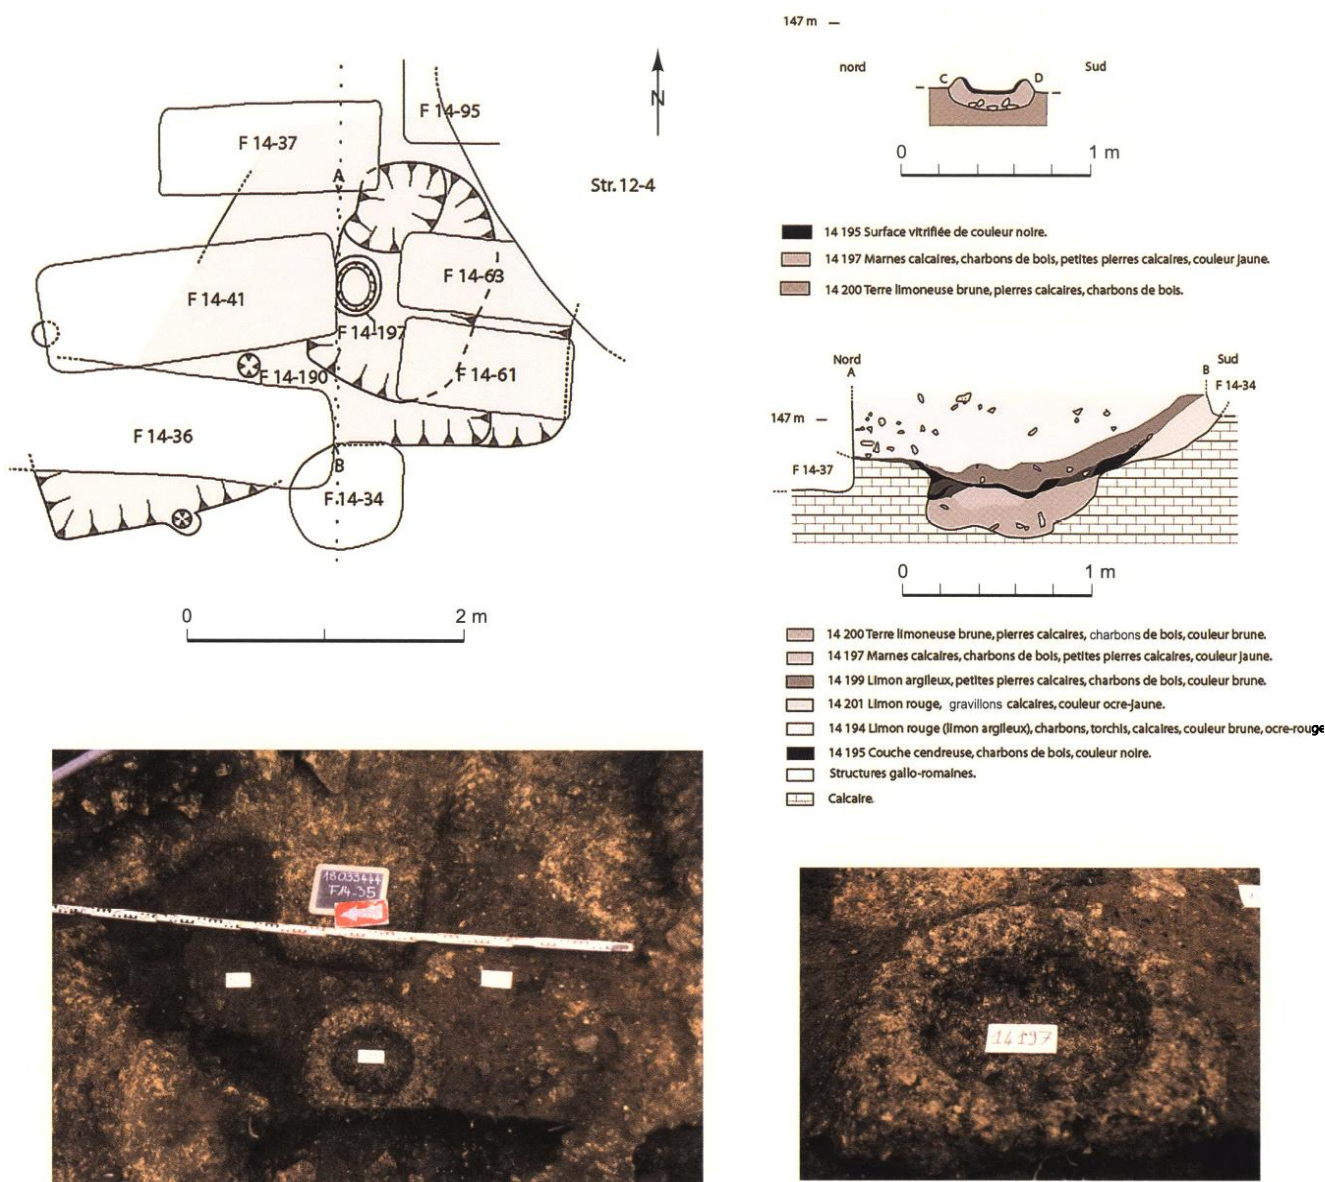 F 14-95
N
F 14-37
A
Str. 12-4
F 14-63
F 14-41
F 14-197
F 14-190
F 14-61
F 14-36
B
F 14-34
0 2 m
147 m
nord Sud
C D
0 1 m
14 195 Surface vitrifiée de couleur noire.
14 197 Marnes calcaires, charbons de bois, petites pierres calcaires, couleur jaune.
14 200 Terre limoneuse brune, pierres calcaires, charbons de bois.
Nord Sud
A B
F 14-34
147 m
F 14-37
0 1 m
14 200 Terre limoneuse brune, pierres calcaires, charbons de bois, couleur brune.
14 197 Marnes calcaires, charbons de bois, petites pierres calcaires, couleur jaune.
14 199 Limon argileux, petites pierres calcaires, charbons de bois, couleur brune.
14 201 Limon rouge, gravillons calcaires, couleur ocre-jaune.
14 194 Limon rouge (limon argileux), charbons, torchis, calcaires, couleur brune, ocre-rouge
14 195 Couche cendreuse, charbons de bois, couleur noire.
Structures gallo-romaines.
Calcaire.
18033444
F14-35
14197